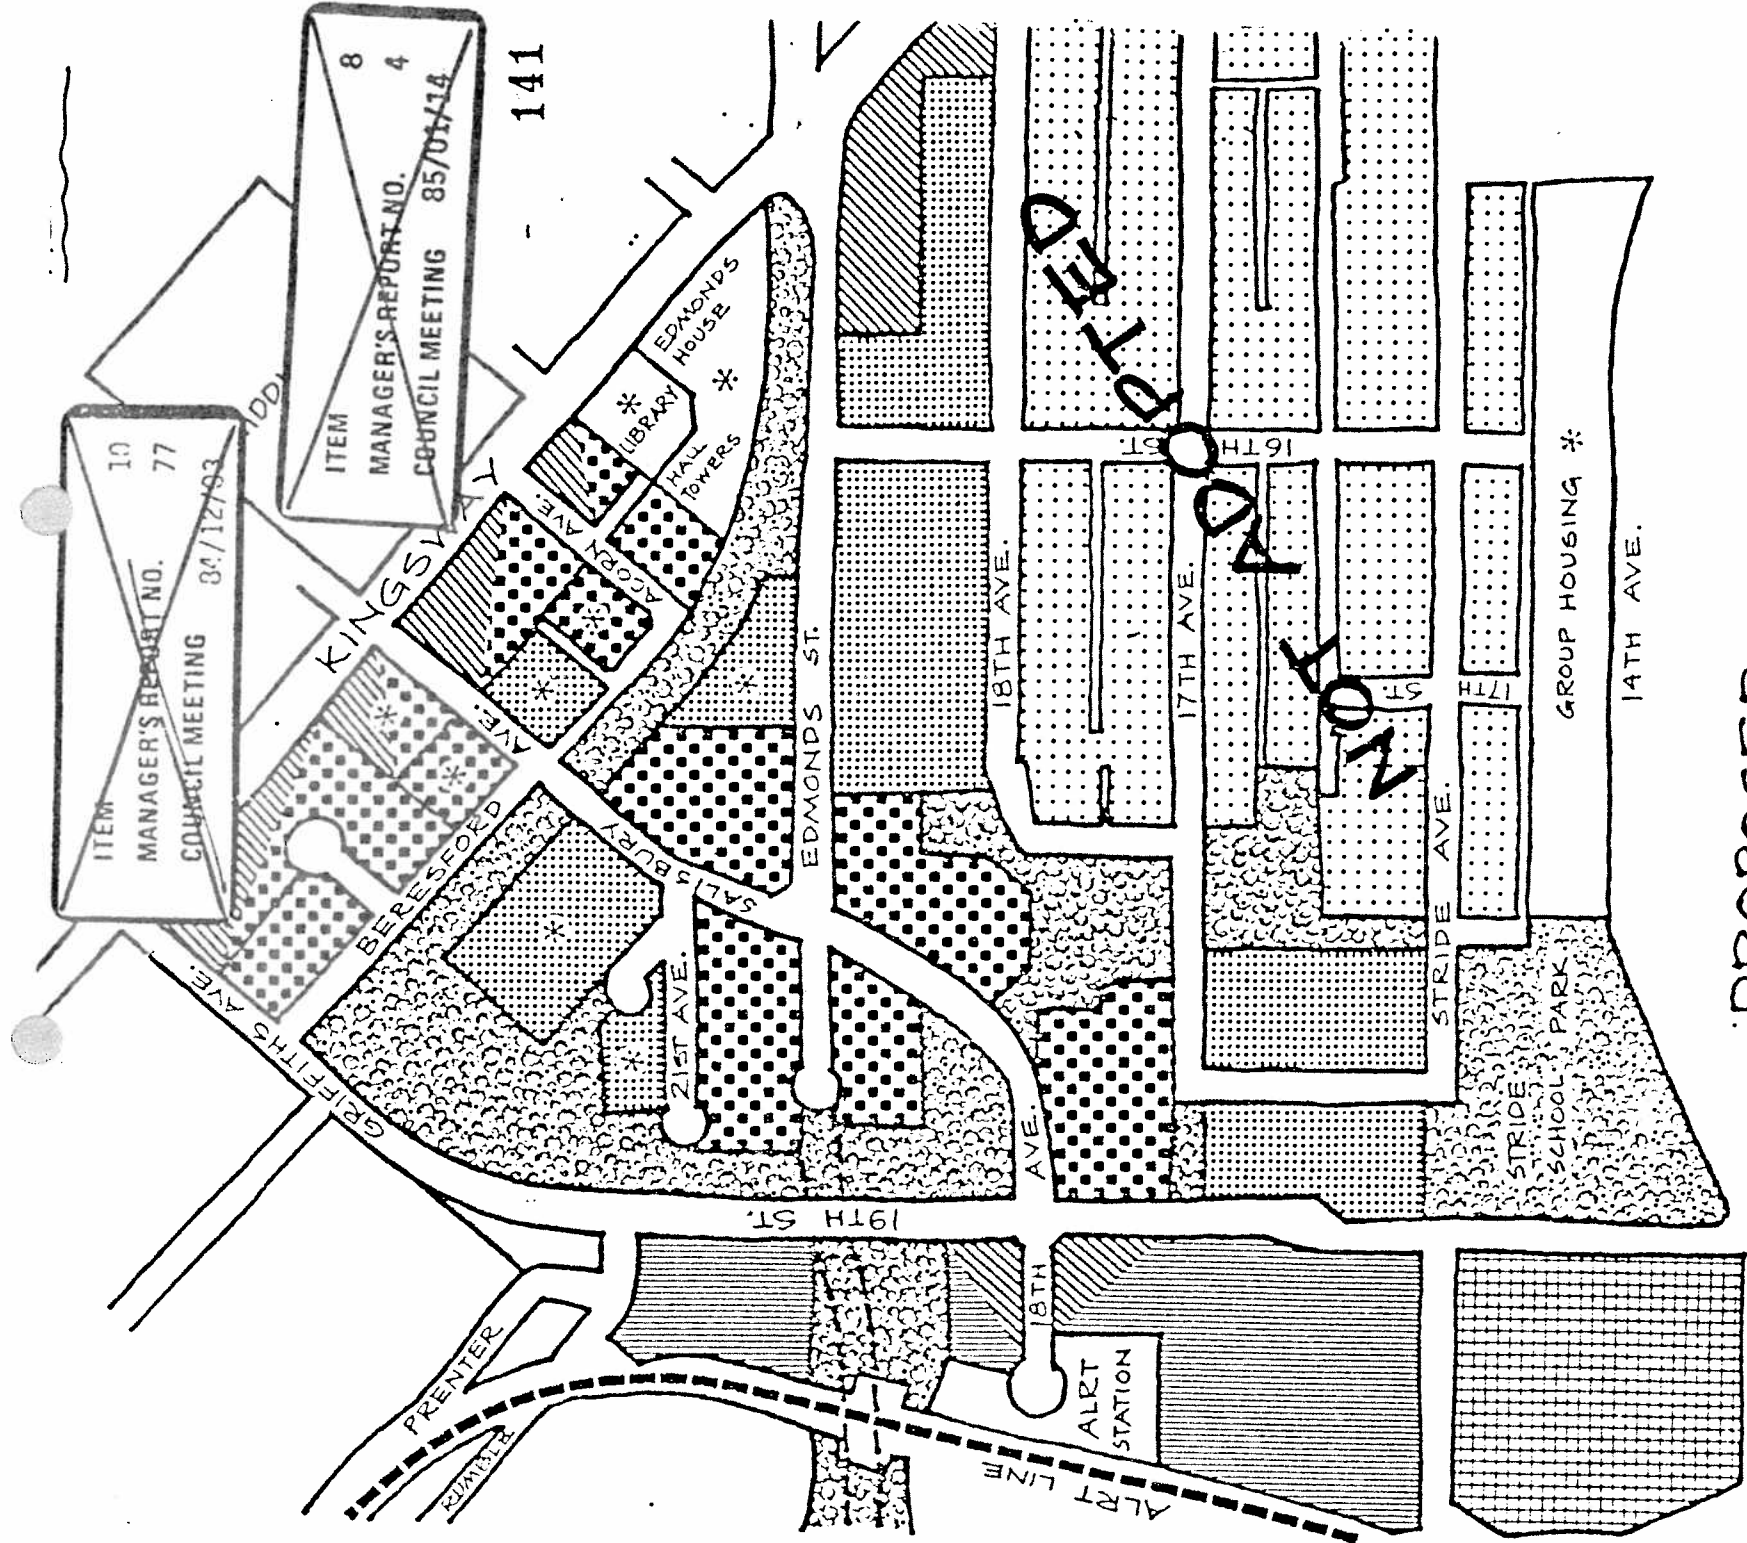 ITEM 10
MANAGER'S REPORT NO. 77
COUNCIL MEETING 84/12/03
ITEM 8
MANAGER'S REPORT NO. 4
COUNCIL MEETING 85/01/14
141
KINGSWAY
EDMONDS
HOUSE
*
*
LIBRARY
HALL
TOWERS
ACORN AVE.
*
*
*
*
*
SALISBURY AVE.
BERESFORD
GRIFFITHS AVE.
*
*
21ST AVE.
EDMONDS ST.
18TH AVE.
17TH AVE.
16TH ST.
17TH ST.
STRIDE AVE.
GROUP HOUSING *
14TH AVE.
STRIDE
SCHOOL PARK
19TH ST.
18TH AVE.
PRENTER
RUMBLE
ALRT
STATION
ALRT LINE
NOT ADOPTED
PROPOSED